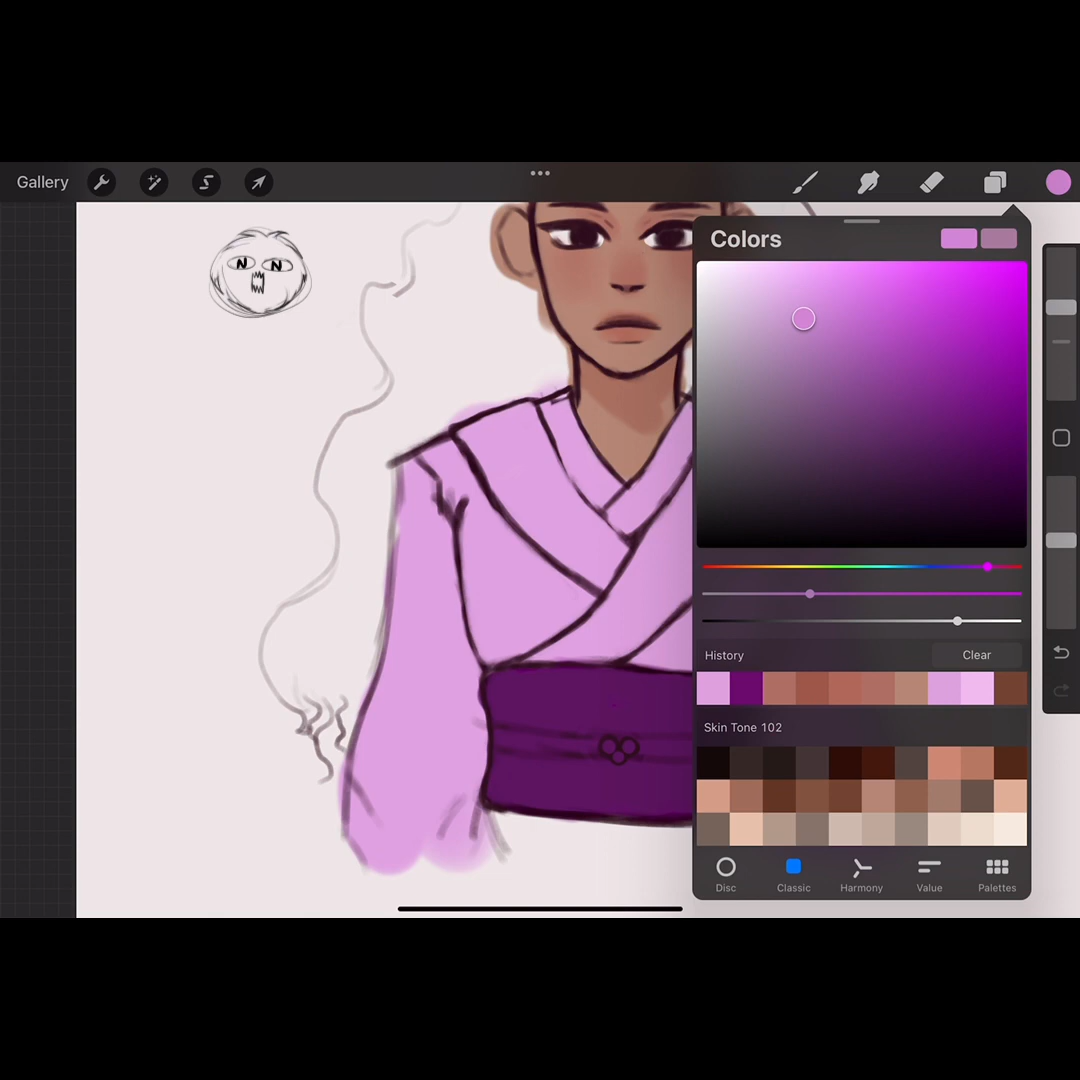 Gallery
Colors
N N
History
Clear
Skin Tone 102
Disc
Classic
Harmony
Value
Palettes